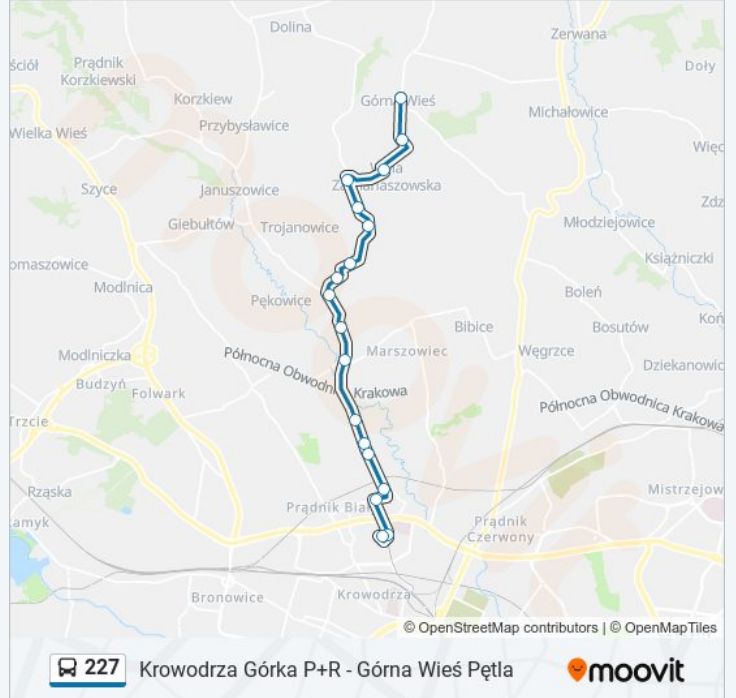 Dolina
Zerwana
ściół
Prądnik
Korzkiewski
Doły
Korzkiew
Górna Wieś
Michałowice
Przybysławice
Wielka Wieś
Więc
Szyce
Januszowice
Zdz
Giebułtów
Trojanowice
Młodziejowice
omaszowice
Książniczki
Modlnica
Pękowice
Boleń
Koń
Bibice
Bosutów
Modlniczka
Marszowiec
Węgrzce
Północna Obwodni
Krakowa
Dziekanowic
Budzyń
Folwark
Północna Obwodnica Krakowa
Trzcie
Rząska
Mistrzejow
amyk
Prądnik Biał
Prądnik
Czerwony
Bronowice
Krowodrza
© OpenStreetMap contributors | © OpenMapTiles
227 Krowodrza Górka P+R - Górna Wieś Pętla
moovit